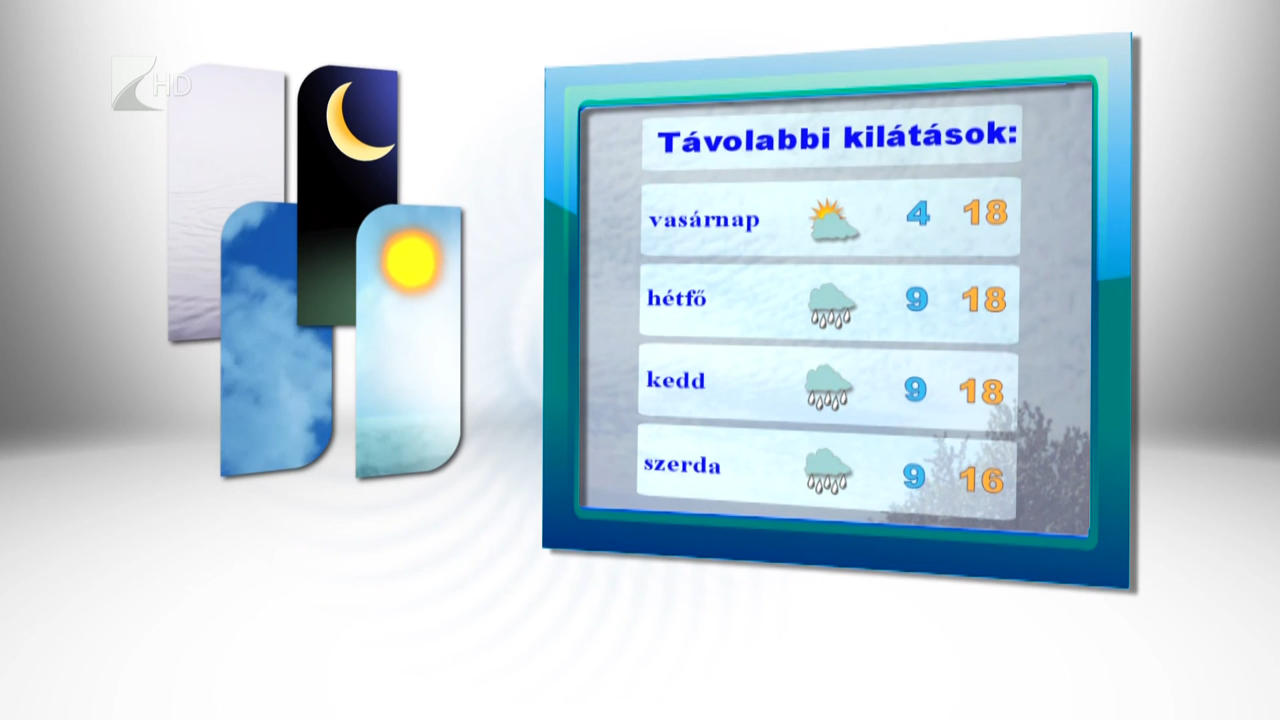 HD
Távolabbi kilátások:
vasárnap 4 18
hétfő 9 18
kedd 9 18
szerda 9 16